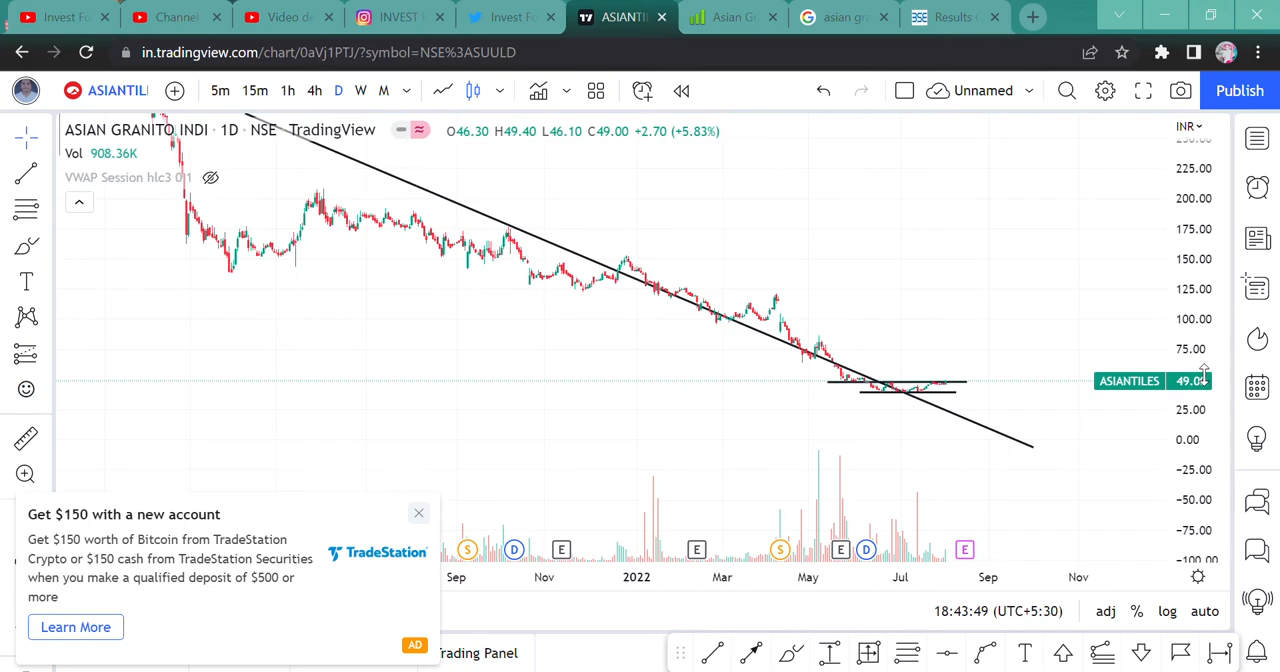 Invest Fo
Channel
Video d
INVEST
Invest Fo
ASIANTI
Asian G
asian gra
Results
in.tradingview.com/chart/0aVj1PTJ/?symbol=NSE%3ASUULD
ASIANTIL
5m 15m 1h 4h D W M
Unnamed
Publish
ASIAN GRANITO INDI · 1D · NSE TradingView
O46.30 H49.40 L46.10 C49.00 +2.70 (+5.83%)
INR
Vol 908.36K
VWAP Session hlc3 0 1
225.00
200.00
175.00
150.00
125.00
100.00
75.00
ASIANTILES 49.00
25.00
0.00
-25.00
-50.00
-75.00
-100.00
S D E E S E D E
Sep Nov 2022 Mar May Jul Sep Nov
Get $150 with a new account
Get $150 worth of Bitcoin from TradeStation
Crypto or $150 cash from TradeStation Securities
when you make a qualified deposit of $500 or
more
TradeStation
Learn More
AD
18:43:49 (UTC+5:30) adj % log auto
rading Panel